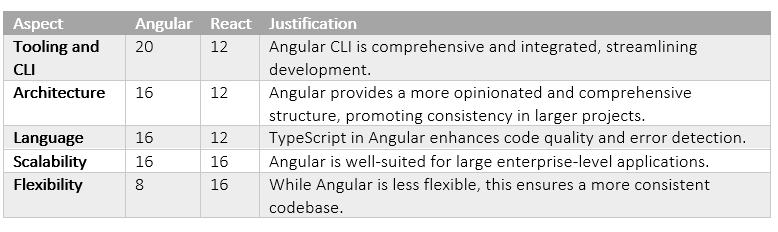 Aspect Angular React Justification
Tooling and 20 12 Angular CLI is comprehensive and integrated, streamlining
CLI development.
Architecture 16 12 Angular provides a more opinionated and comprehensive
structure, promoting consistency in larger projects.
Language 16 12 TypeScript in Angular enhances code quality and error detection.
Scalability 16 16 Angular is well-suited for large enterprise-level applications.
Flexibility 8 16 While Angular is less flexible, this ensures a more consistent
codebase.